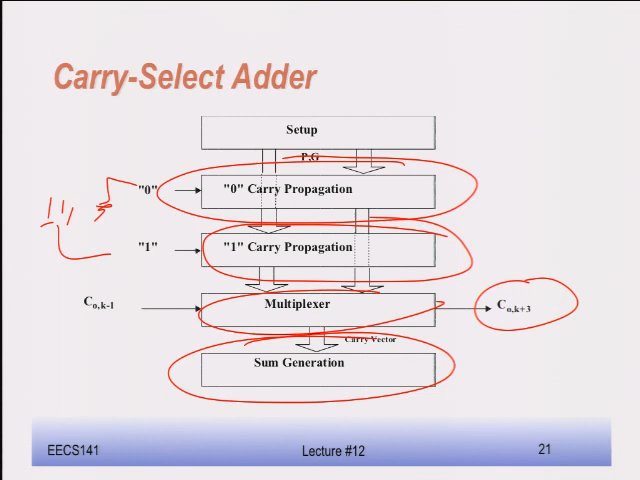 Carry-Select Adder
Setup
P,G
"0"
"0" Carry Propagation
"1"
"1" Carry Propagation
Co,k-1
Multiplexer
Co,k+3
Carry Vector
Sum Generation
EECS141
Lecture #12
21